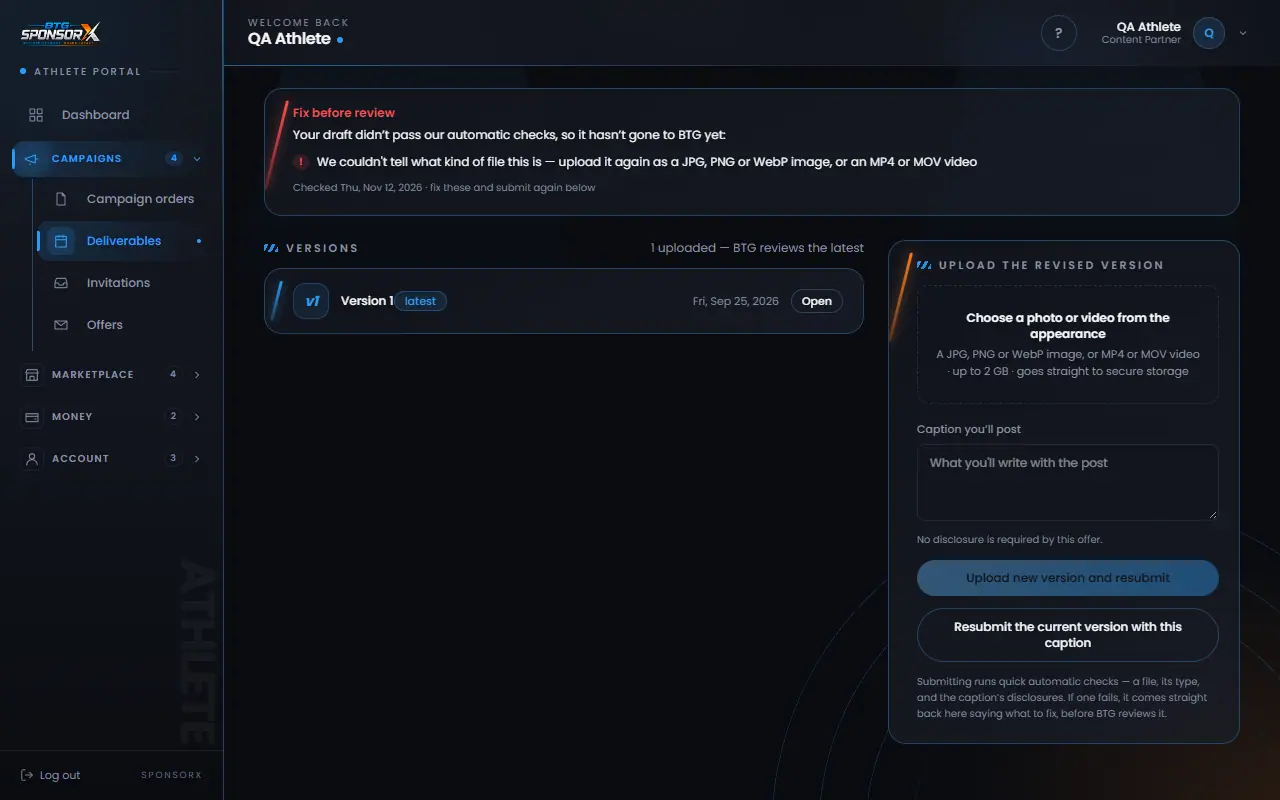 BTG
SPONSORX
ATHLETE PORTAL
Dashboard
CAMPAIGNS 4
Campaign orders
Deliverables
Invitations
Offers
MARKETPLACE 4
MONEY 2
ACCOUNT 3
ATHLETE
Log out SPONSORX
WELCOME BACK
QA Athlete
?
QA Athlete
Content Partner
Q
Fix before review
Your draft didn’t pass our automatic checks, so it hasn’t gone to BTG yet:
! We couldn't tell what kind of file this is — upload it again as a JPG, PNG or WebP image, or an MP4 or MOV video
Checked Thu, Nov 12, 2026 · fix these and submit again below
VERSIONS 1 uploaded — BTG reviews the latest
v1 Version 1 latest Fri, Sep 25, 2026 Open
UPLOAD THE REVISED VERSION
Choose a photo or video from the
appearance
A JPG, PNG or WebP image, or MP4 or MOV video
· up to 2 GB · goes straight to secure storage
Caption you’ll post
What you'll write with the post
No disclosure is required by this offer.
Upload new version and resubmit
Resubmit the current version with this
caption
Submitting runs quick automatic checks — a file, its type,
and the caption’s disclosures. If one fails, it comes straight
back here saying what to fix, before BTG reviews it.